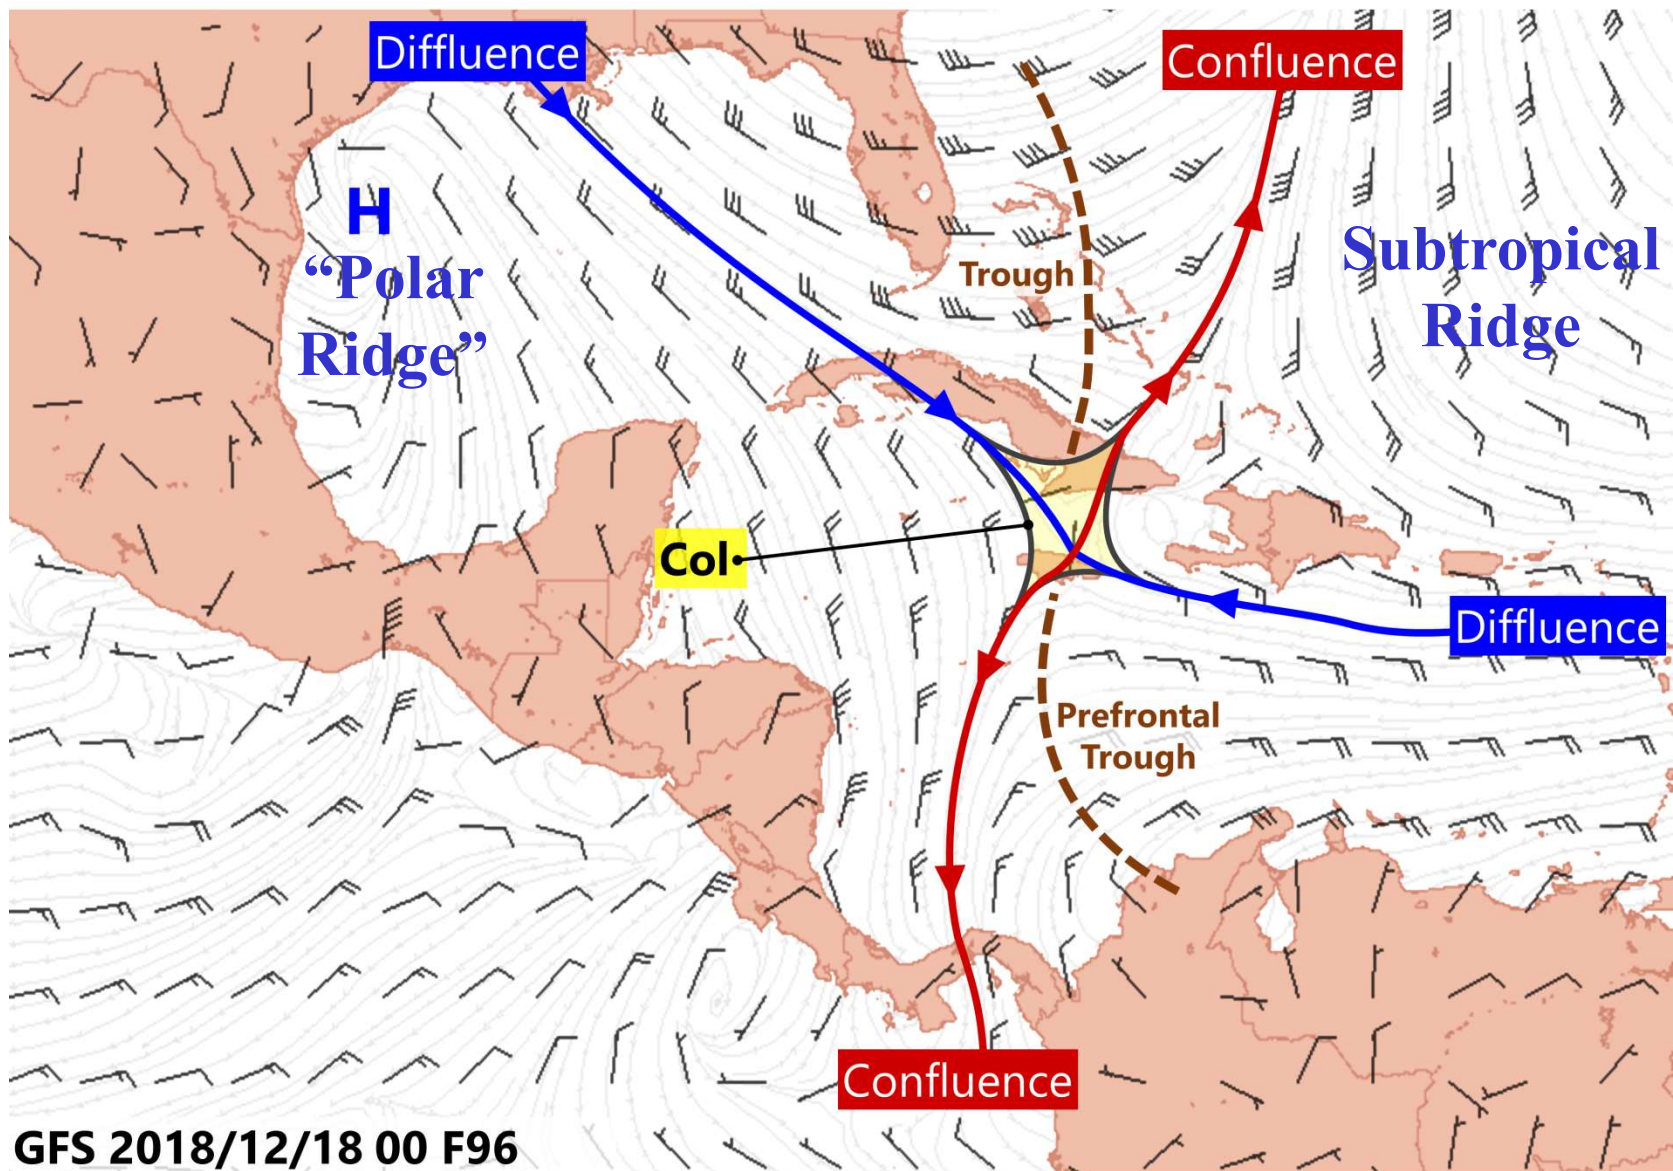 Diffluence
Confluence
H
“Polar
Ridge”
Trough
Subtropical
Ridge
Col
Diffluence
Prefrontal
Trough
Confluence
GFS 2018/12/18 00 F96